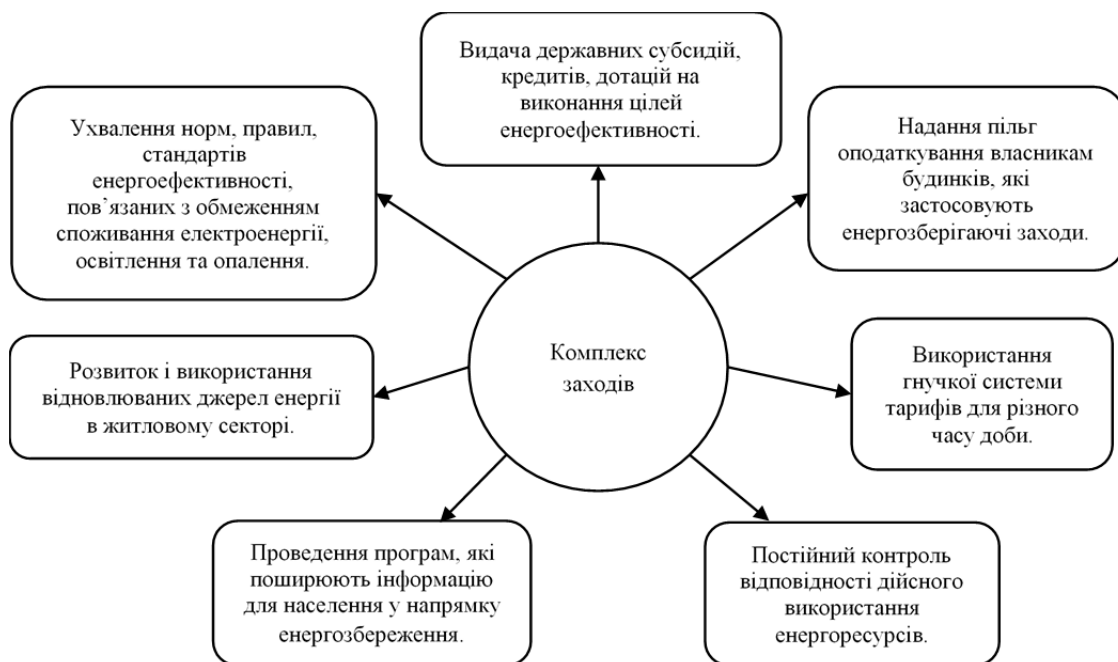 Видача державних субсидій,
кредитів, дотацій на
виконання цілей
енергоефективності.
Ухвалення норм, правил,
стандартів
енергоефективності,
пов’язаних з обмеженням
споживання електроенергії,
освітлення та опалення.
Надання пільг
оподаткування власникам
будинків, які
застосовують
енергозберігаючі заходи.
Комплекс
заходів
Розвиток і використання
відновлюваних джерел енергії
в житловому секторі.
Використання
гнучкої системи
тарифів для різного
часу доби.
Проведення програм, які
поширюють інформацію
для населення у напрямку
енергозбереження.
Постійний контроль
відповідності дійсного
використання
енергоресурсів.